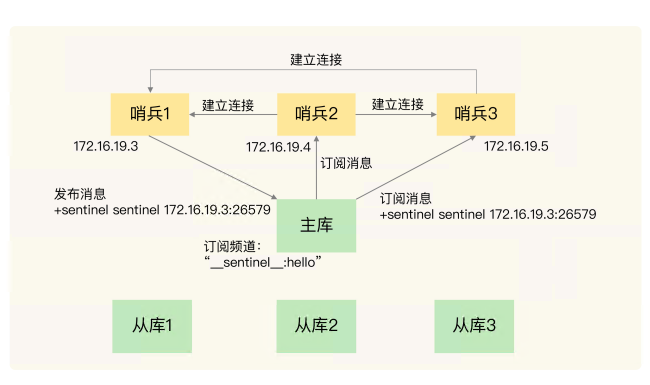 建立连接
哨兵1
建立连接
哨兵2
建立连接
哨兵3
172.16.19.3
172.16.19.4
172.16.19.5
订阅消息
发布消息
+sentinel sentinel 172.16.19.3:26579
订阅消息
+sentinel sentinel 172.16.19.3:26579
主库
订阅频道：
“__sentinel__:hello”
从库1
从库2
从库3